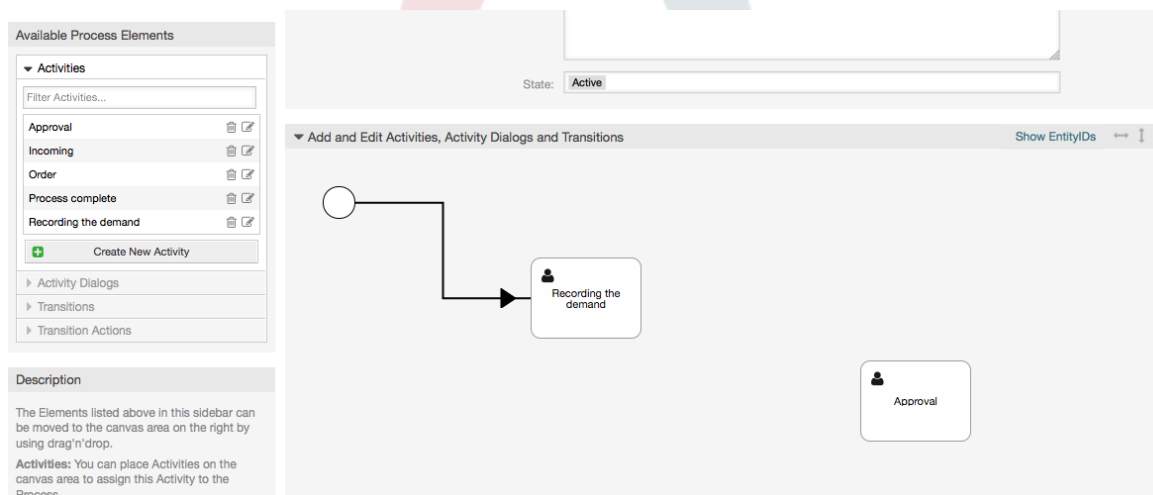 Available Process Elements
Activities
Filter Activities...
Approval
Incoming
Order
Process complete
Recording the demand
Create New Activity
Activity Dialogs
Transitions
Transition Actions
Description
The Elements listed above in this sidebar can
be moved to the canvas area on the right by
using drag'n'drop.
Activities: You can place Activities on the
canvas area to assign this Activity to the
Process.
State:
Active
Add and Edit Activities, Activity Dialogs and Transitions
Show EntityIDs
Recording the
demand
Approval